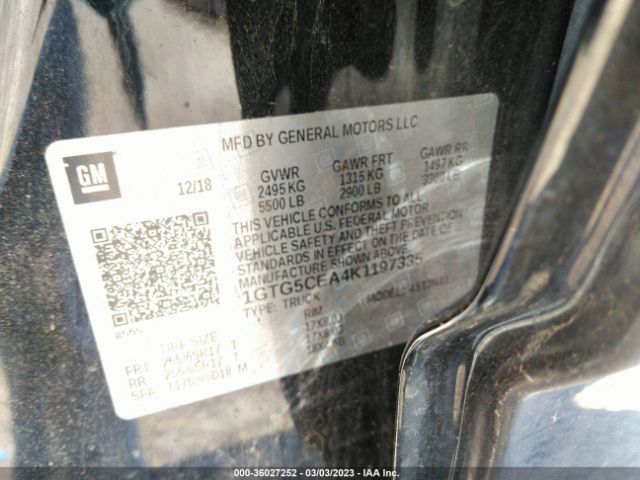 MFD BY GENERAL MOTORS LLC
GM
12/18
GVWR GAWR FRT GAWR RR
2495 KG 1315 KG 1497 KG
5500 LB 2900 LB 3300 LB
THIS VEHICLE CONFORMS TO ALL
APPLICABLE U.S. FEDERAL MOTOR
VEHICLE SAFETY AND THEFT PREVENTION
STANDARDS IN EFFECT ON THE DATE OF
MANUFACTURE SHOWN ABOVE.
1GTG5CEA4K1197335
TYPE: TRUCK MODEL:
8555
TIRE SIZE RIM
FRT 255/65R17 T
RR 255/65R17 T
SPA M
000-36027252 | 03/03/2023 | IAA Inc.